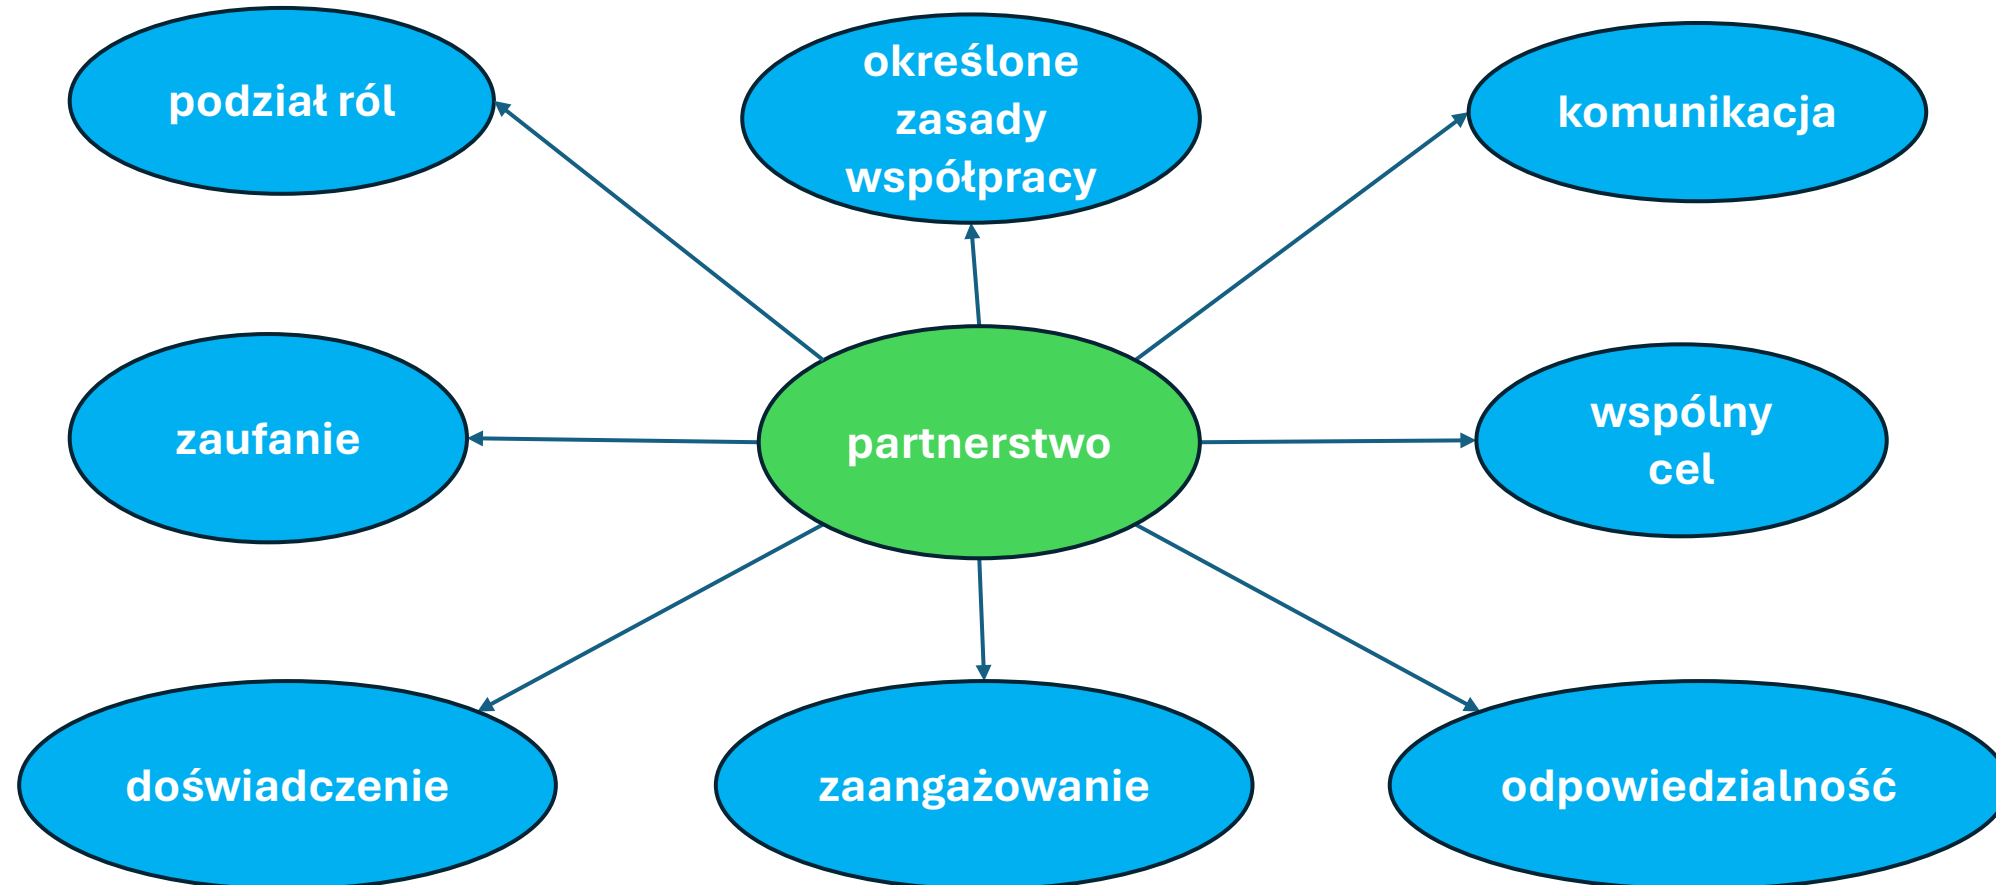 podział ról
określone
zasady
współpracy
komunikacja
zaufanie
partnerstwo
wspólny
cel
doświadczenie
zaangażowanie
odpowiedzialność